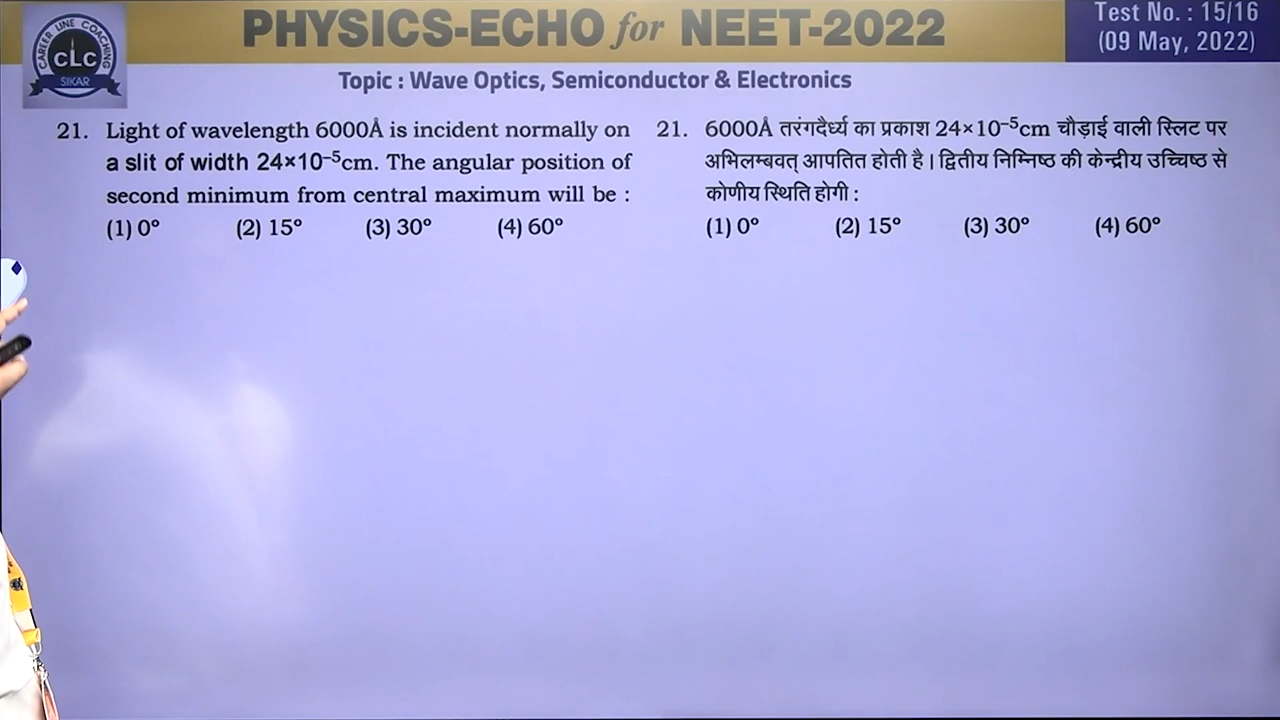 CAREER LINE COACHING
CLC
SIKAR
PHYSICS-ECHO for NEET-2022
Test No. : 15/16
(09 May, 2022)
Topic : Wave Optics, Semiconductor & Electronics
21. Light of wavelength 6000Å is incident normally on
a slit of width 24×10⁻⁵cm. The angular position of
second minimum from central maximum will be :
(1) 0° (2) 15° (3) 30° (4) 60°
21. 6000Å तरंगदैर्ध्य का प्रकाश 24×10⁻⁵cm चौड़ाई वाली स्लिट पर
अभिलम्बवत् आपतित होती है। द्वितीय निम्निष्ठ की केन्द्रीय उच्चिष्ठ से
कोणीय स्थिति होगी :
(1) 0° (2) 15° (3) 30° (4) 60°